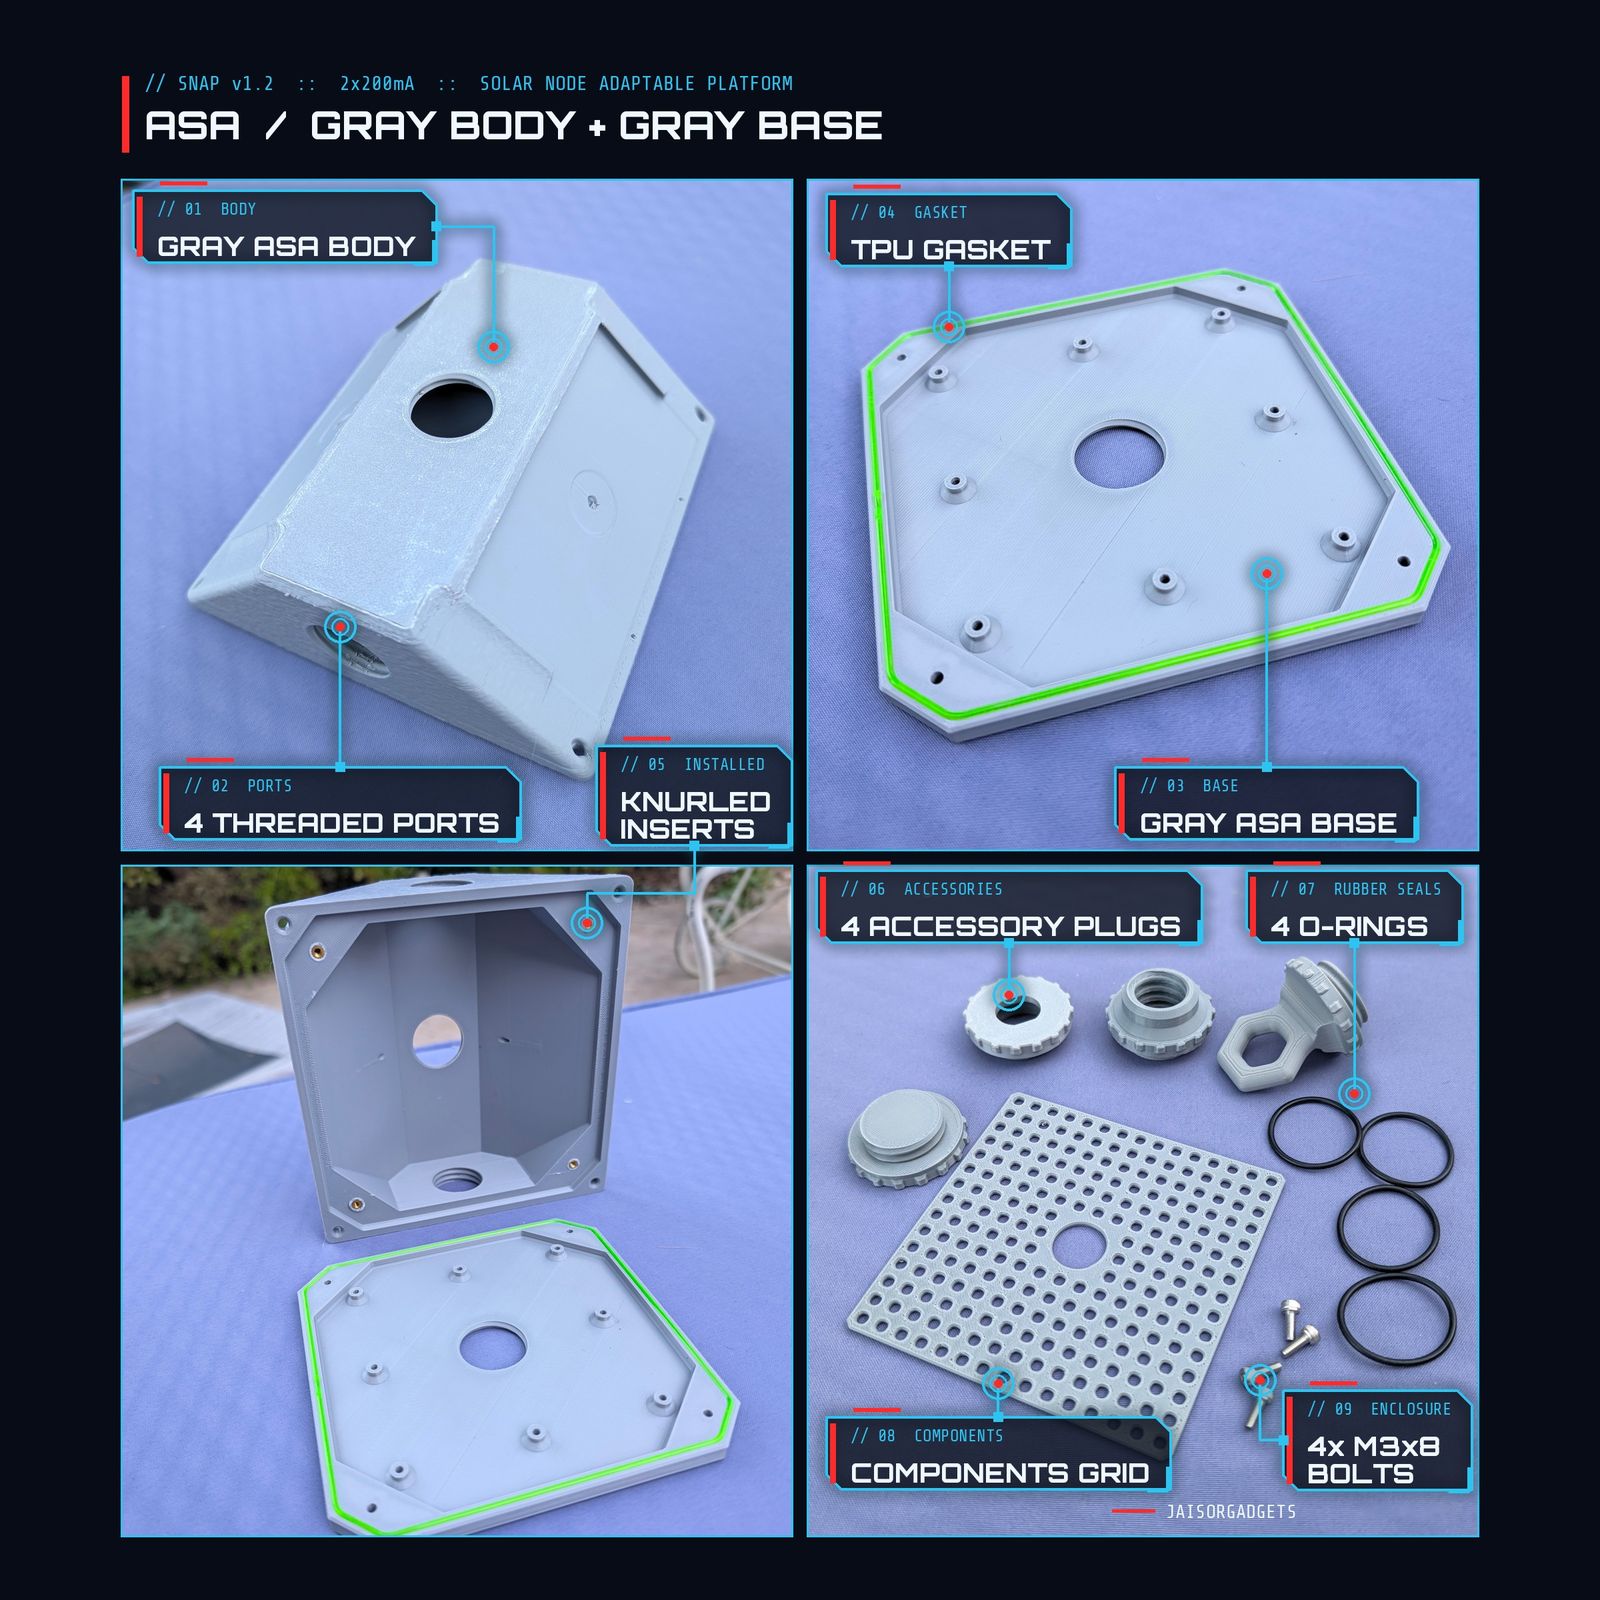 // SNAP v1.2 :: 2x200mA :: SOLAR NODE ADAPTABLE PLATFORM
ASA / GRAY BODY + GRAY BASE
// 01 BODY
GRAY ASA BODY
// 02 PORTS
4 THREADED PORTS
// 05 INSTALLED
KNURLED
INSERTS
// 04 GASKET
TPU GASKET
// 03 BASE
GRAY ASA BASE
// 06 ACCESSORIES
4 ACCESSORY PLUGS
// 07 RUBBER SEALS
4 O-RINGS
// 08 COMPONENTS
COMPONENTS GRID
// 09 ENCLOSURE
4x M3x8
BOLTS
JAISORGADGETS